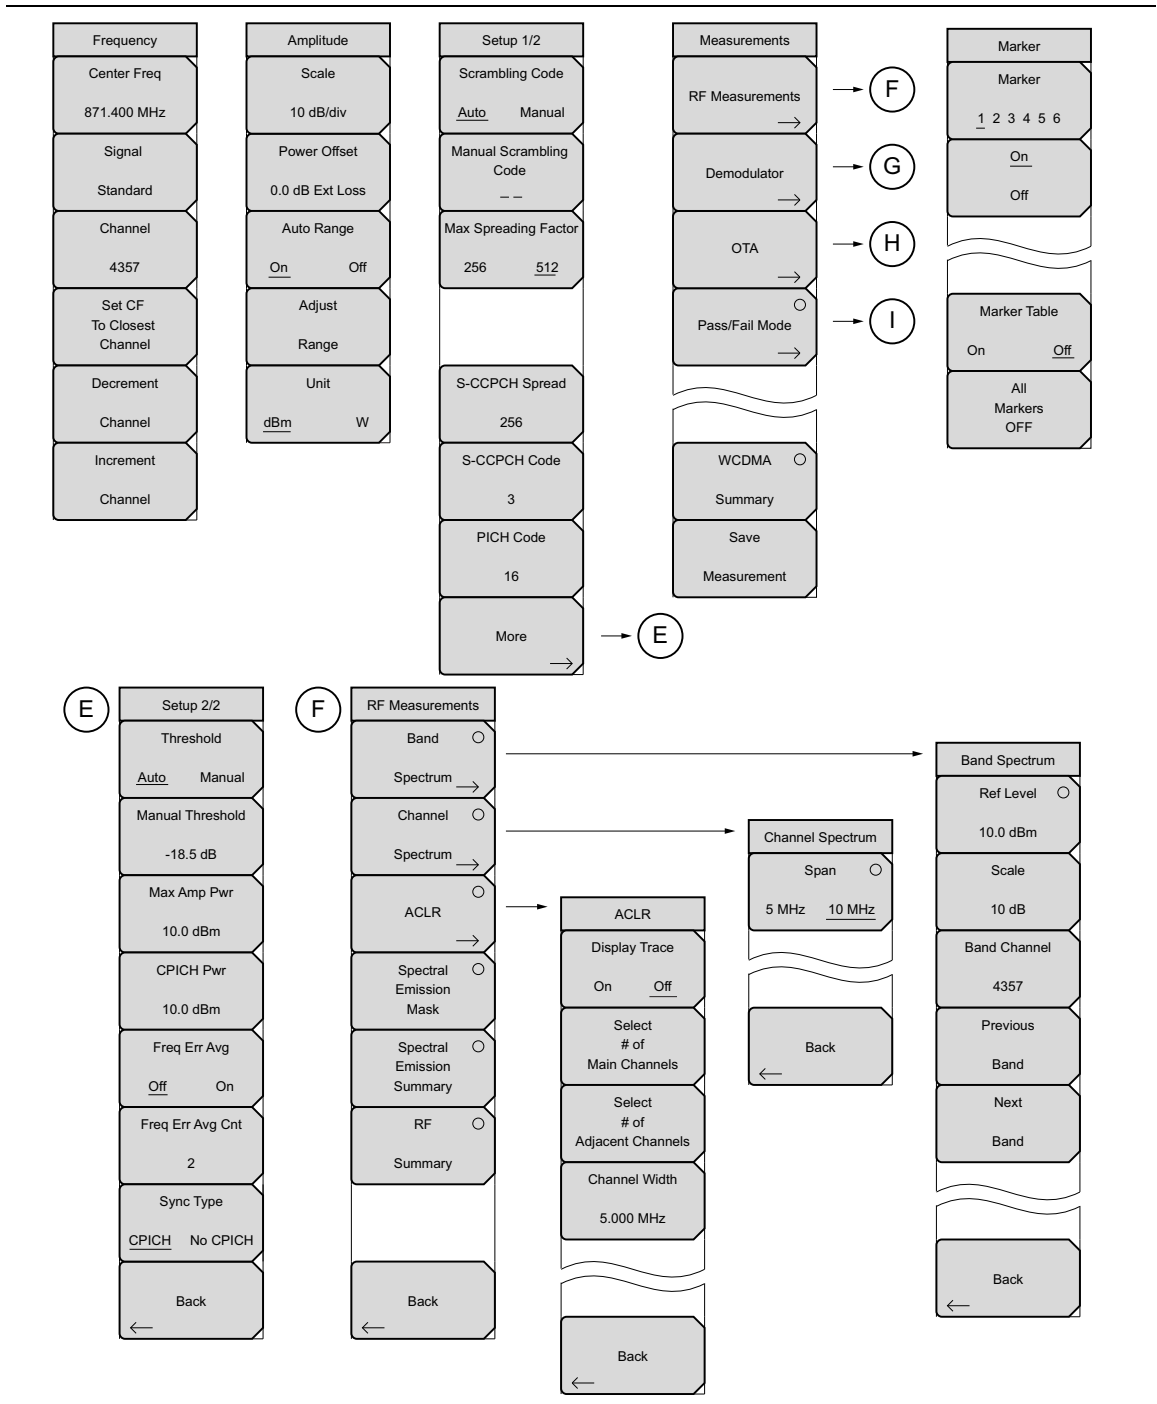 Frequency
Center Freq
871.400 MHz
Signal
Standard
Channel
4357
Set CF
To Closest
Channel
Decrement
Channel
Increment
Channel
Amplitude
Scale
10 dB/div
Power Offset
0.0 dB Ext Loss
Auto Range
On Off
Adjust
Range
Unit
dBm W
Setup 1/2
Scrambling Code
Auto Manual
Manual Scrambling
Code
_ _
Max Spreading Factor
256 512
S-CCPCH Spread
256
S-CCPCH Code
3
PICH Code
16
More
E
Measurements
RF Measurements
F
Demodulator
G
OTA
H
Pass/Fail Mode
I
WCDMA
Summary
Save
Measurement
Marker
Marker
1 2 3 4 5 6
On
Off
Marker Table
On Off
All
Markers
OFF
E
Setup 2/2
Threshold
Auto Manual
Manual Threshold
-18.5 dB
Max Amp Pwr
10.0 dBm
CPICH Pwr
10.0 dBm
Freq Err Avg
Off On
Freq Err Avg Cnt
2
Sync Type
CPICH No CPICH
Back
F
RF Measurements
Band
Spectrum
Channel
Spectrum
ACLR
Spectral
Emission
Mask
Spectral
Emission
Summary
RF
Summary
Back
ACLR
Display Trace
On Off
Select
# of
Main Channels
Select
# of
Adjacent Channels
Channel Width
5.000 MHz
Back
Channel Spectrum
Span
5 MHz 10 MHz
Back
Band Spectrum
Ref Level
10.0 dBm
Scale
10 dB
Band Channel
4357
Previous
Band
Next
Band
Back